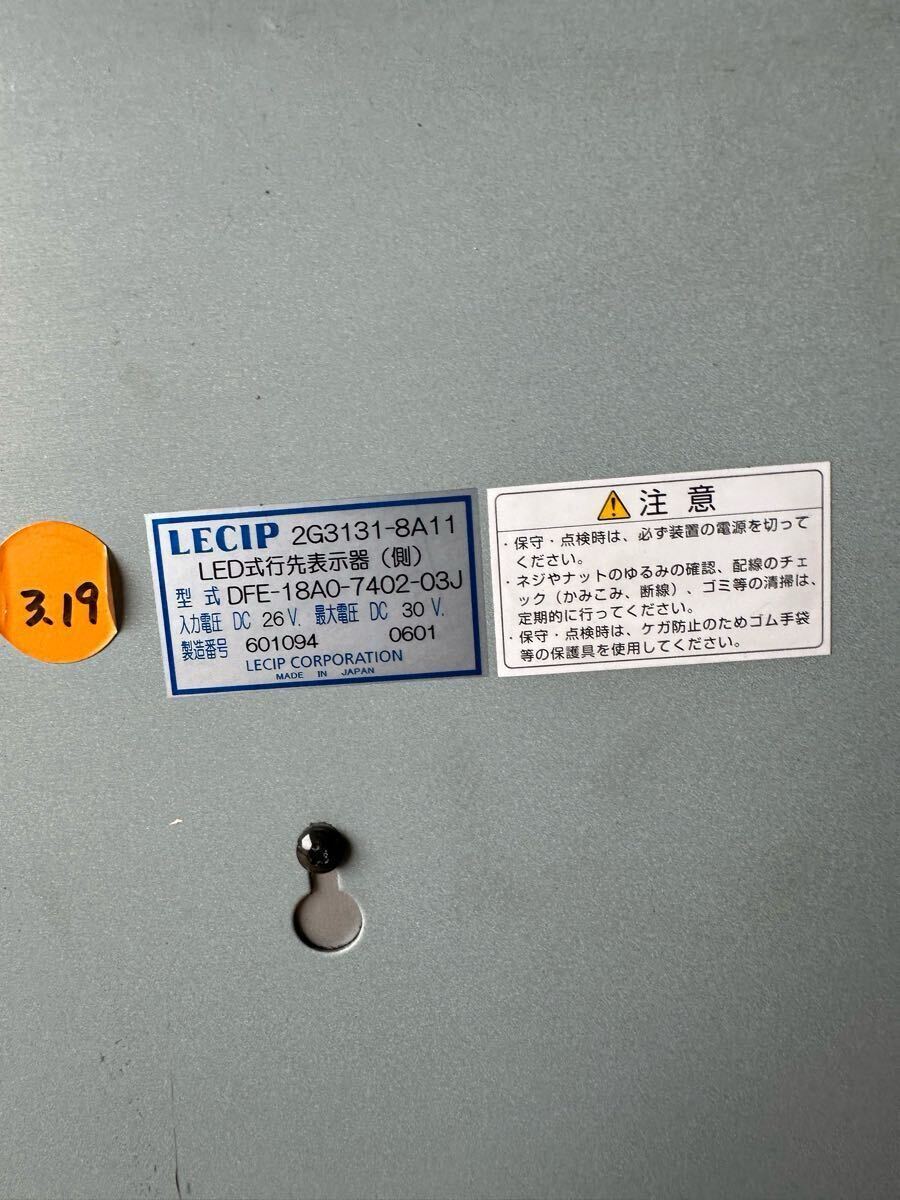 3.19
LECIP 2G3131-8A11
LED式行先表示器(側)
型式 DFE-18A0-7402-03J
入力電圧 DC 26V. 最大電圧 DC 30V.
製造番号 601094 0601
LECIP CORPORATION
MADE IN JAPAN
注意
・保守・点検時は、必ず装置の電源を切って
ください。
・ネジやナットのゆるみの確認、配線のチェ
ック(かみこみ、断線)、ゴミ等の清掃は、
定期的に行ってください。
・保守・点検時は、ケガ防止のためゴム手袋
等の保護具を使用してください。